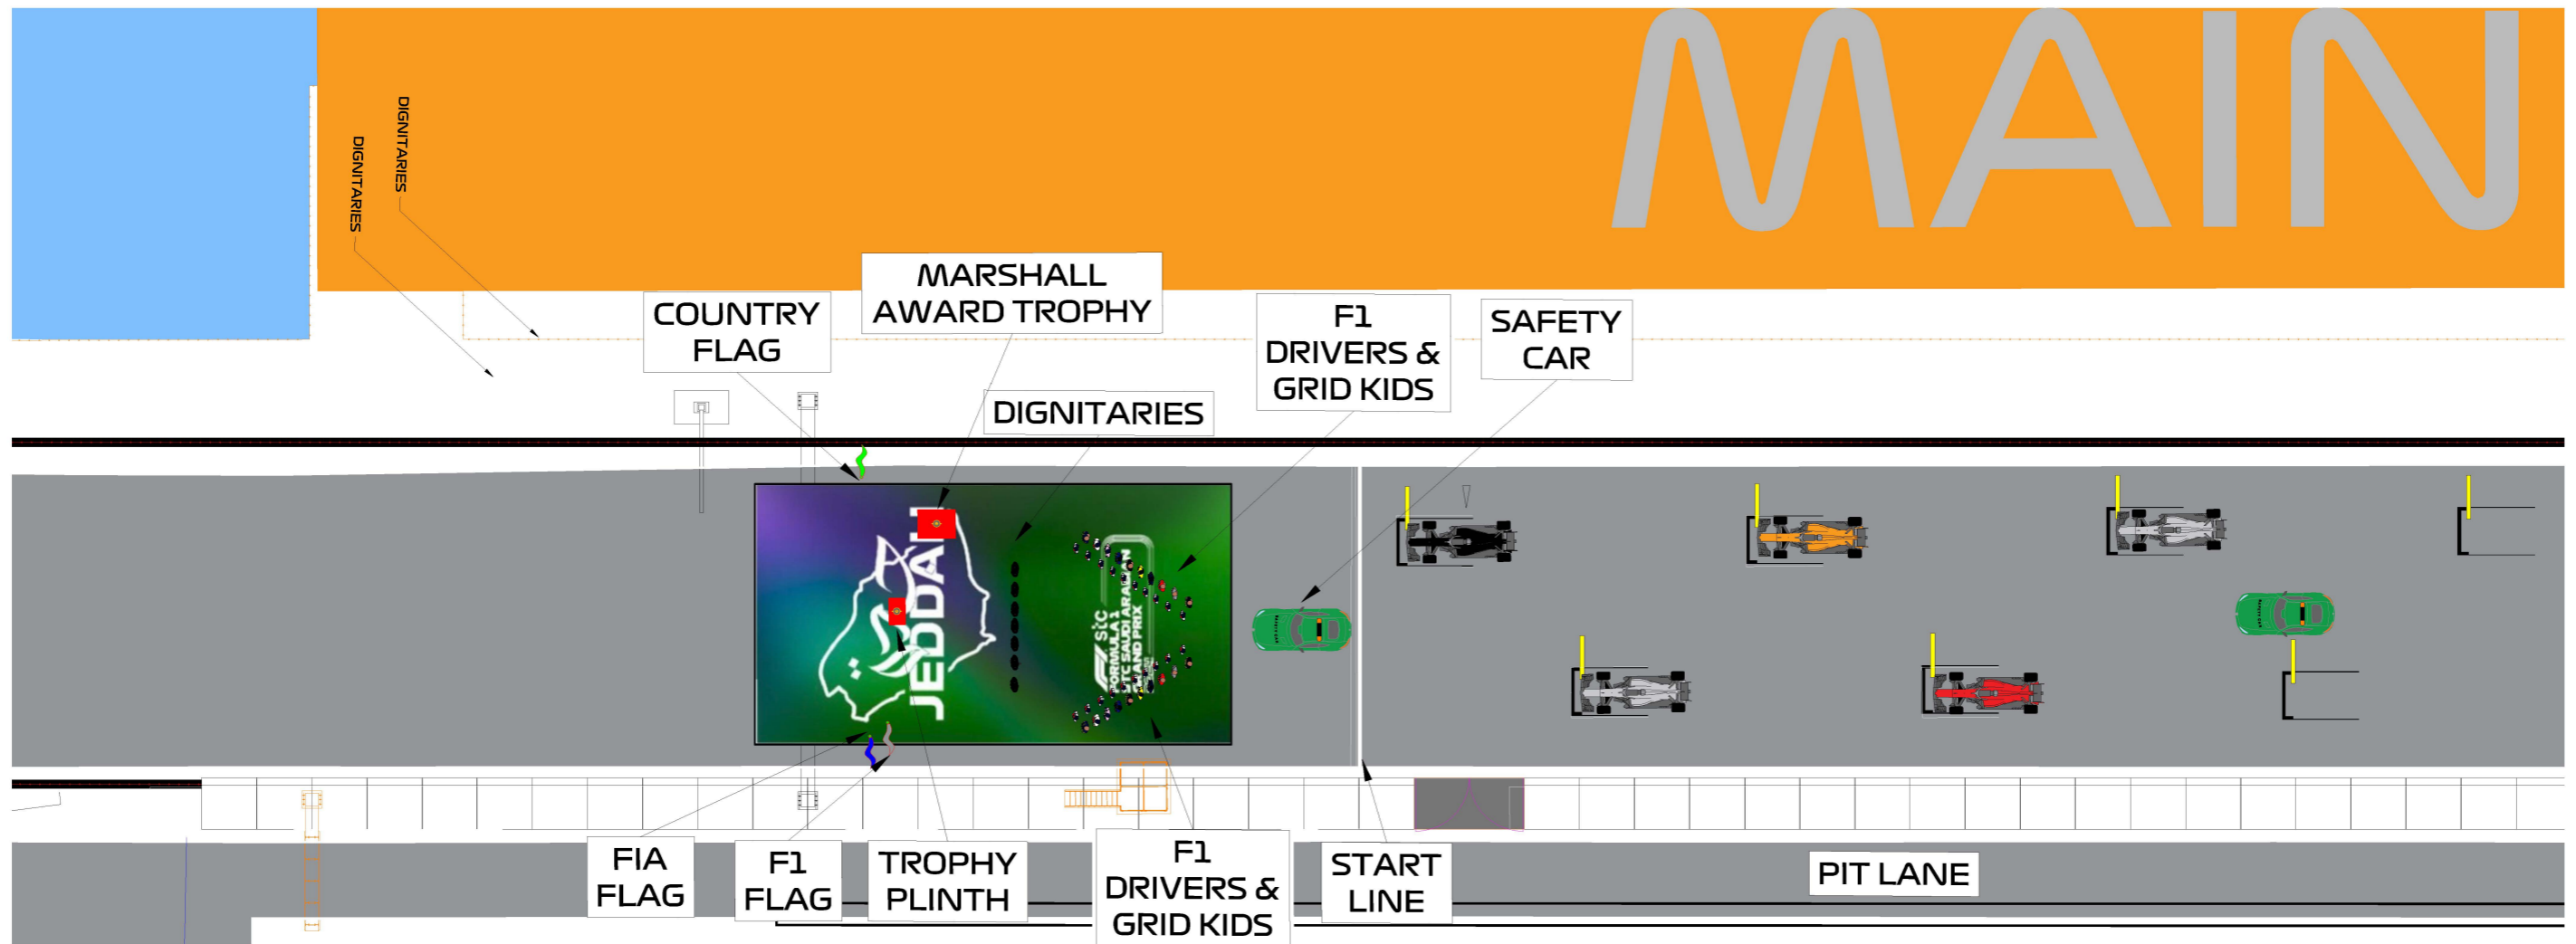 MAIN
DIGNITARIES
DIGNITARIES
MARSHALL
AWARD TROPHY
COUNTRY
FLAG
F1
DRIVERS &
GRID KIDS
SAFETY
CAR
DIGNITARIES
JEDDAH
STC
FORMULA 1
STC SAUDI ARABIAN
GRAND PRIX
FIA
FLAG
F1
FLAG
TROPHY
PLINTH
F1
DRIVERS &
GRID KIDS
START
LINE
PIT LANE